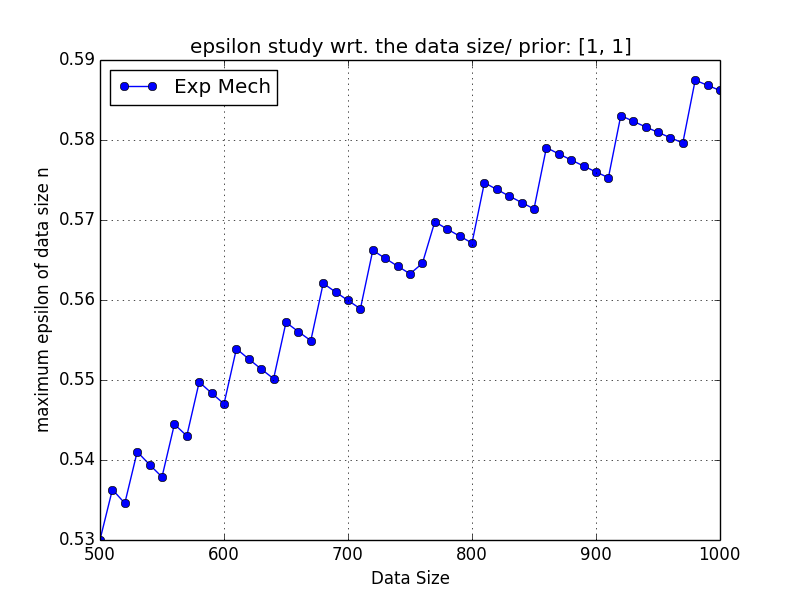 epsilon study wrt. the data size/ prior: [1, 1]
Exp Mech
maximum epsilon of data size n
0.59
0.58
0.57
0.56
0.55
0.54
0.53
500 600 700 800 900 1000
Data Size